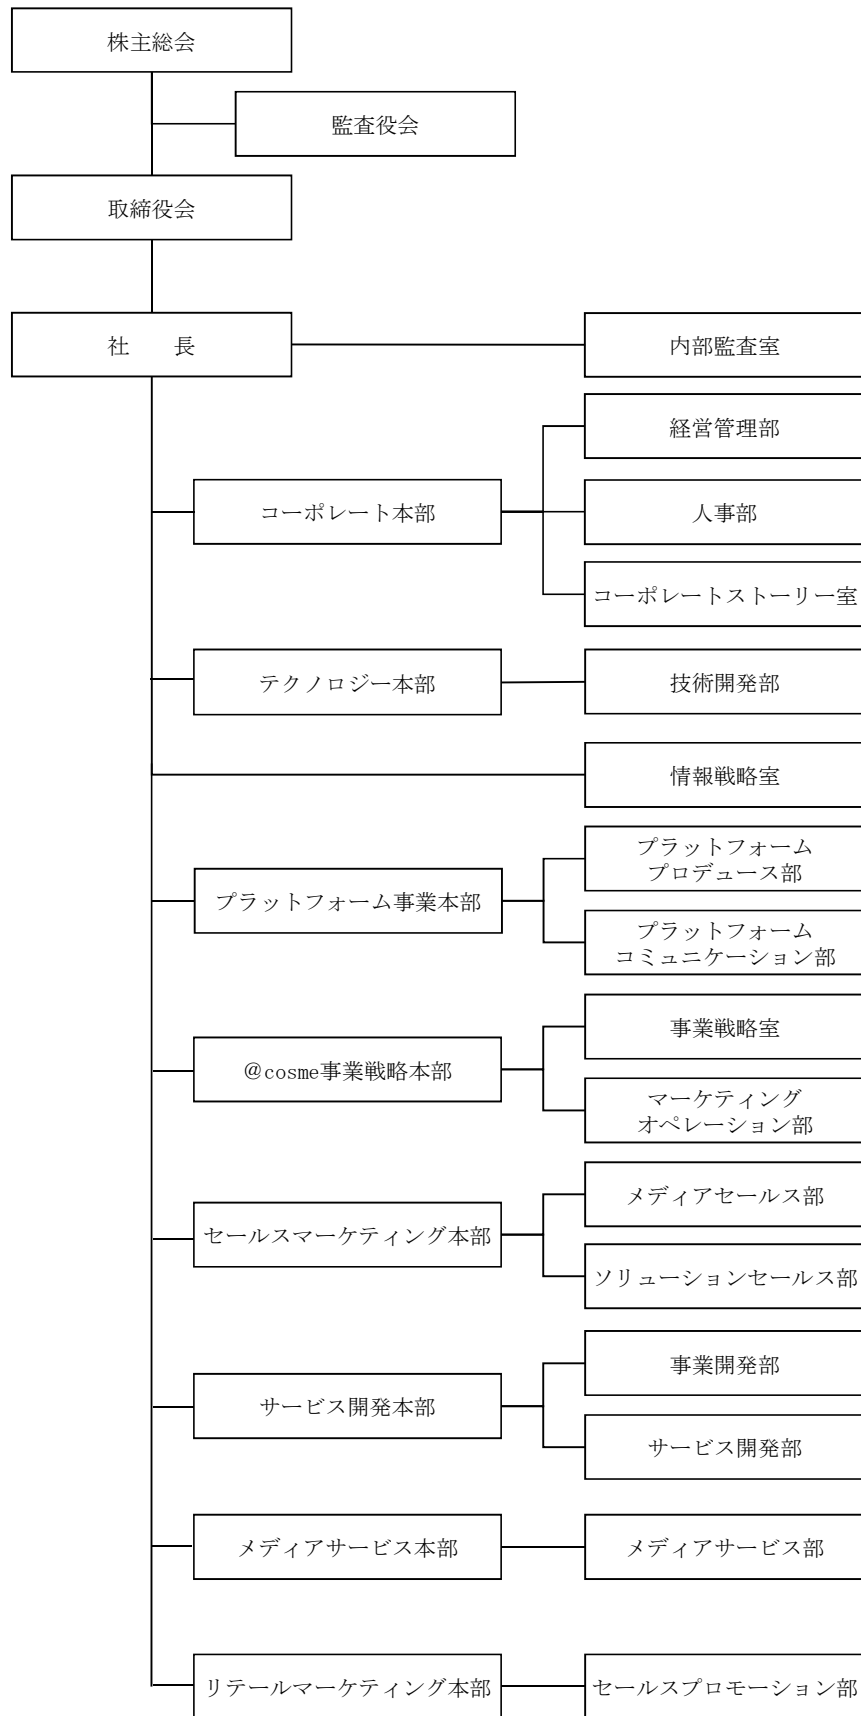 株主総会
監査役会
取締役会
社　　長
内部監査室
経営管理部
コーポレート本部
人事部
コーポレートストーリー室
テクノロジー本部
技術開発部
情報戦略室
プラットフォーム
プロデュース部
プラットフォーム事業本部
プラットフォーム
コミュニケーション部
事業戦略室
@cosme事業戦略本部
マーケティング
オペレーション部
メディアセールス部
セールスマーケティング本部
ソリューションセールス部
事業開発部
サービス開発本部
サービス開発部
メディアサービス本部
メディアサービス部
リテールマーケティング本部
セールスプロモーション部